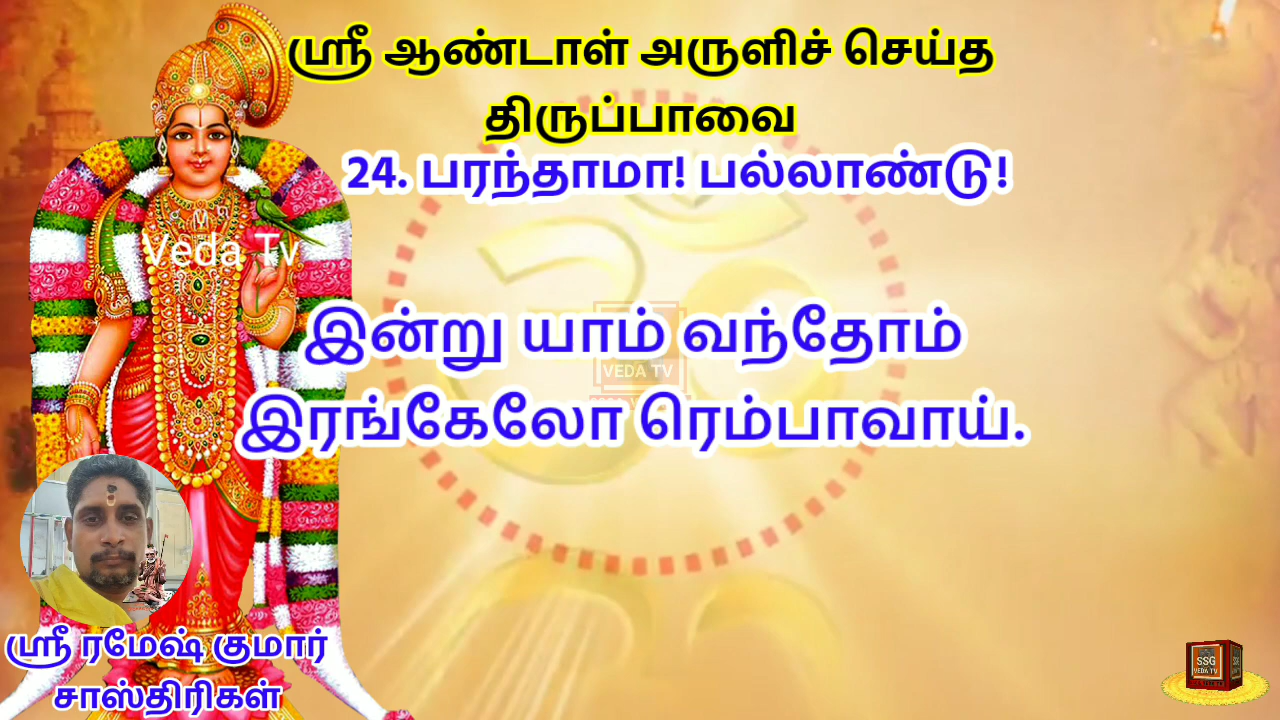 ஸ்ரீ ஆண்டாள் அருளிச் செய்த
திருப்பாவை
24. பரந்தாமா! பல்லாண்டு!
Veda Tv
இன்று யாம் வந்தோம்
VEDA TV
இரங்கேலோ ரெம்பாவாய்.
ஸ்ரீ ரமேஷ் குமார்
சாஸ்திரிகள்
SSG
VEDA TV